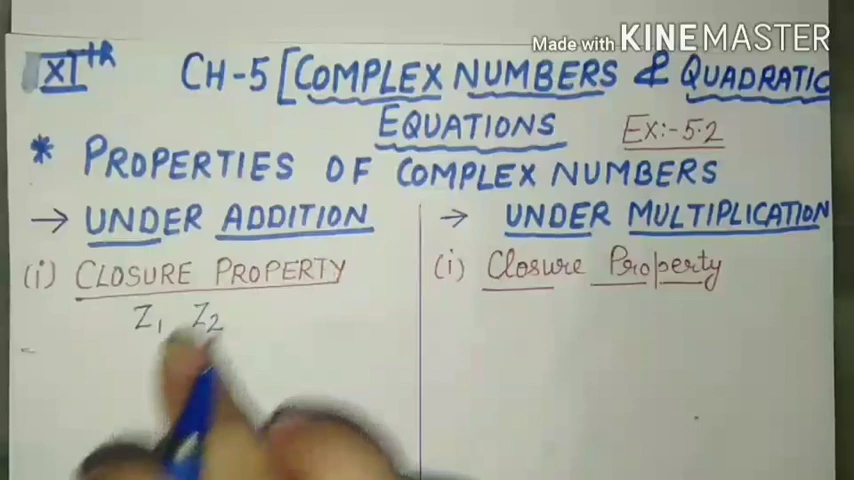 Made with KINEMASTER
XIth CH-5 [COMPLEX NUMBERS & QUADRATIC
EQUATIONS Ex:-5.2
* PROPERTIES OF COMPLEX NUMBERS
→ UNDER ADDITION
(i) CLOSURE PROPERTY
Z1 Z2
→ UNDER MULTIPLICATION
(i) Closure Property